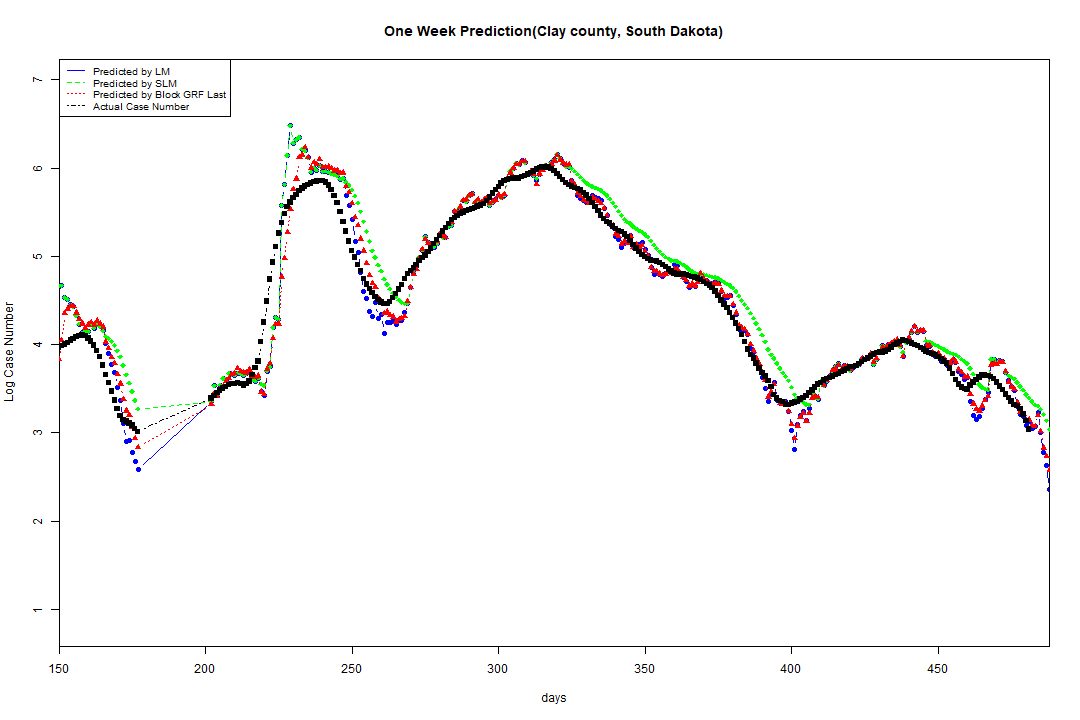 One Week Prediction(Clay county, South Dakota)
Predicted by LM
Predicted by SLM
Predicted by Block GRF Last
Actual Case Number
Log Case Number
7
6
5
4
3
2
1
150 200 250 300 350 400 450
days